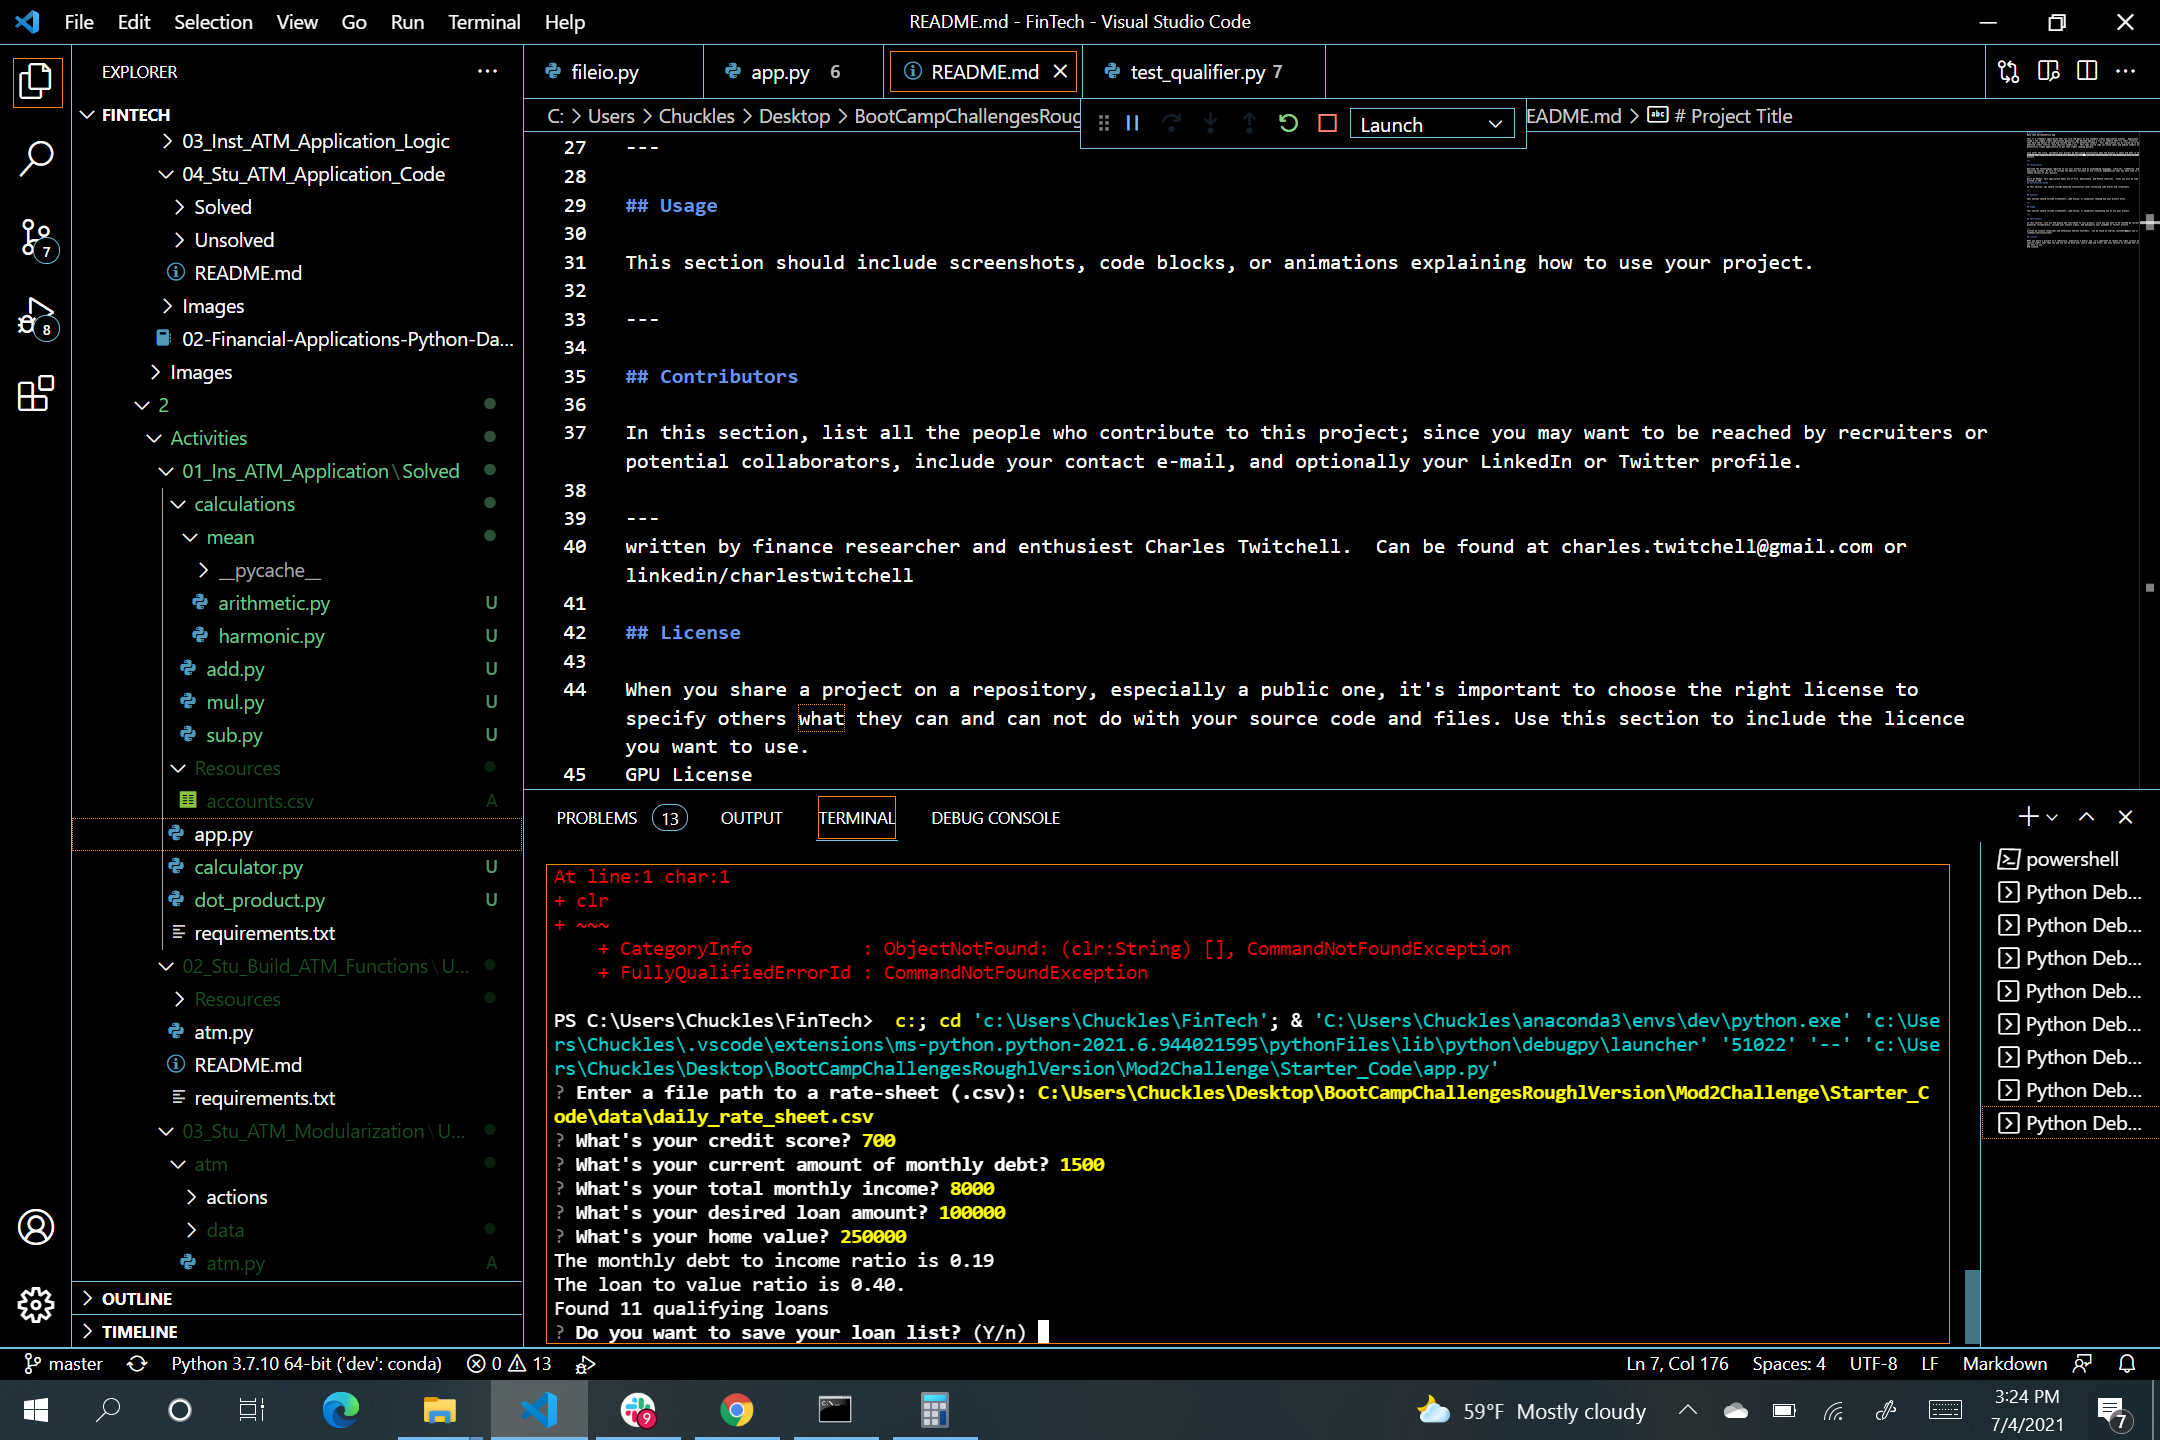 File Edit Selection View Go Run Terminal Help
README.md - FinTech - Visual Studio Code
EXPLORER
FINTECH
03_Inst_ATM_Application_Logic
04_Stu_ATM_Application_Code
Solved
Unsolved
README.md
Images
02-Financial-Applications-Python-Da...
Images
2
Activities
01_Ins_ATM_Application\Solved
calculations
mean
__pycache__
arithmetic.py U
harmonic.py U
add.py U
mul.py U
sub.py U
Resources
accounts.csv A
app.py
calculator.py U
dot_product.py U
requirements.txt
02_Stu_Build_ATM_Functions\U...
Resources
atm.py
README.md
requirements.txt
03_Stu_ATM_Modularization\U...
atm
actions
data
atm.py A
OUTLINE
TIMELINE
7
8
fileio.py
app.py 6
README.md
test_qualifier.py 7
C: > Users > Chuckles > Desktop > BootCampChallengesRoug
Launch
EADME.md > # Project Title
27 ---
28
29 ## Usage
30
31 This section should include screenshots, code blocks, or animations explaining how to use your project.
32
33 ---
34
35 ## Contributors
36
37 In this section, list all the people who contribute to this project; since you may want to be reached by recruiters or
potential collaborators, include your contact e-mail, and optionally your LinkedIn or Twitter profile.
38
39 ---
40 written by finance researcher and enthusiast Charles Twitchell.  Can be found at charles.twitchell@gmail.com or
linkedin/charlestwitchell
41
42 ## License
43
44 When you share a project on a repository, especially a public one, it's important to choose the right license to
specify others what they can and can not do with your source code and files. Use this section to include the licence
you want to use.
45 GPU License
PROBLEMS 13 OUTPUT TERMINAL DEBUG CONSOLE
At line:1 char:1
+ clr
+ ~~~
+ CategoryInfo          : ObjectNotFound: (clr:String) [], CommandNotFoundException
+ FullyQualifiedErrorId : CommandNotFoundException
PS C:\Users\Chuckles\FinTech>  c:; cd 'c:\Users\Chuckles\FinTech'; & 'C:\Users\Chuckles\anaconda3\envs\dev\python.exe' 'c:\Use
rs\Chuckles\.vscode\extensions\ms-python.python-2021.6.944021595\pythonFiles\lib\python\debugpy\launcher' '51022' '--' 'c:\Use
rs\Chuckles\Desktop\BootCampChallengesRoughlVersion\Mod2Challenge\Starter_Code\app.py'
? Enter a file path to a rate-sheet (.csv): C:\Users\Chuckles\Desktop\BootCampChallengesRoughlVersion\Mod2Challenge\Starter_C
ode\data\daily_rate_sheet.csv
? What's your credit score? 700
? What's your current amount of monthly debt? 1500
? What's your total monthly income? 8000
? What's your desired loan amount? 100000
? What's your home value? 250000
The monthly debt to income ratio is 0.19
The loan to value ratio is 0.40.
Found 11 qualifying loans
? Do you want to save your loan list? (Y/n)
powershell
Python Deb...
Python Deb...
Python Deb...
Python Deb...
Python Deb...
Python Deb...
Python Deb...
Python Deb...
master Python 3.7.10 64-bit ('dev': conda) 0 13
Ln 7, Col 176 Spaces: 4 UTF-8 LF Markdown
9
59°F Mostly cloudy
3:24 PM
7/4/2021
7